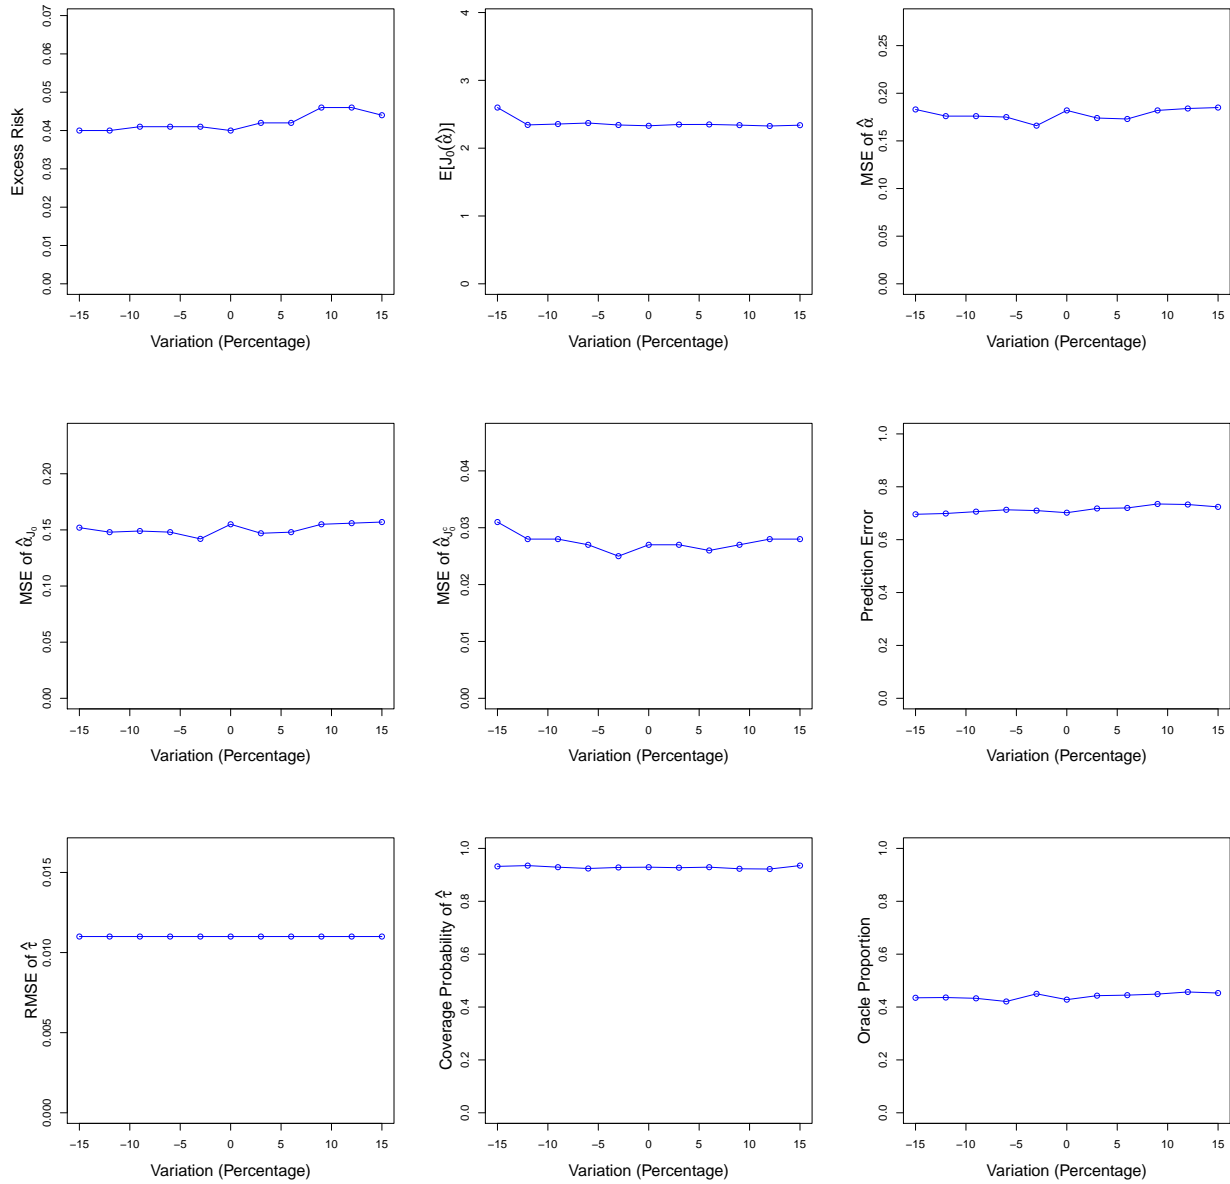 0.00 0.01 0.02 0.03 0.04 0.05 0.06 0.07
Excess Risk
−15 −10 −5 0 5 10 15
Variation (Percentage)
0 1 2 3 4
E[J₀(α̂)]
−15 −10 −5 0 5 10 15
Variation (Percentage)
0.00 0.05 0.10 0.15 0.20 0.25
MSE of α̂
−15 −10 −5 0 5 10 15
Variation (Percentage)
0.00 0.05 0.10 0.15 0.20
MSE of α̂_J₀
−15 −10 −5 0 5 10 15
Variation (Percentage)
0.00 0.01 0.02 0.03 0.04
MSE of α̂_J₀ᶜ
−15 −10 −5 0 5 10 15
Variation (Percentage)
0.0 0.2 0.4 0.6 0.8 1.0
Prediction Error
−15 −10 −5 0 5 10 15
Variation (Percentage)
0.000 0.005 0.010 0.015
RMSE of τ̂
−15 −10 −5 0 5 10 15
Variation (Percentage)
0.0 0.2 0.4 0.6 0.8 1.0
Coverage Probability of τ̂
−15 −10 −5 0 5 10 15
Variation (Percentage)
0.0 0.2 0.4 0.6 0.8 1.0
Oracle Proportion
−15 −10 −5 0 5 10 15
Variation (Percentage)